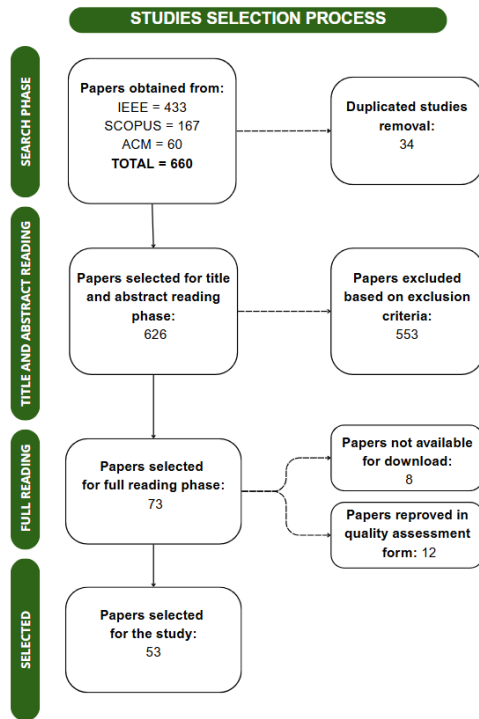 STUDIES SELECTION PROCESS
SEARCH PHASE
Papers obtained from:
IEEE = 433
SCOPUS = 167
ACM = 60
TOTAL = 660
Duplicated studies
removal:
34
TITLE AND ABSTRACT READING
Papers selected for title
and abstract reading
phase:
626
Papers excluded
based on exclusion
criteria:
553
FULL READING
Papers selected
for full reading phase:
73
Papers not available
for download:
8
Papers reproved in
quality assessment
form: 12
SELECTED
Papers selected
for the study:
53